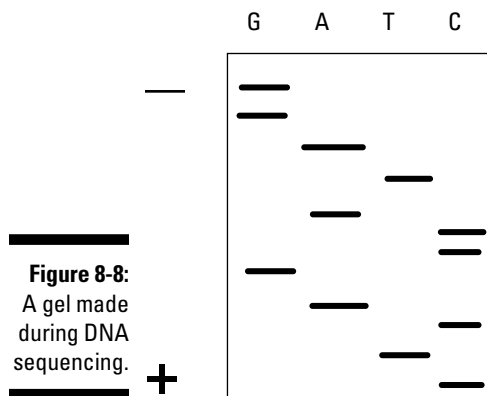 G A T C
—
Figure 8-8:
A gel made
during DNA
sequencing.
+